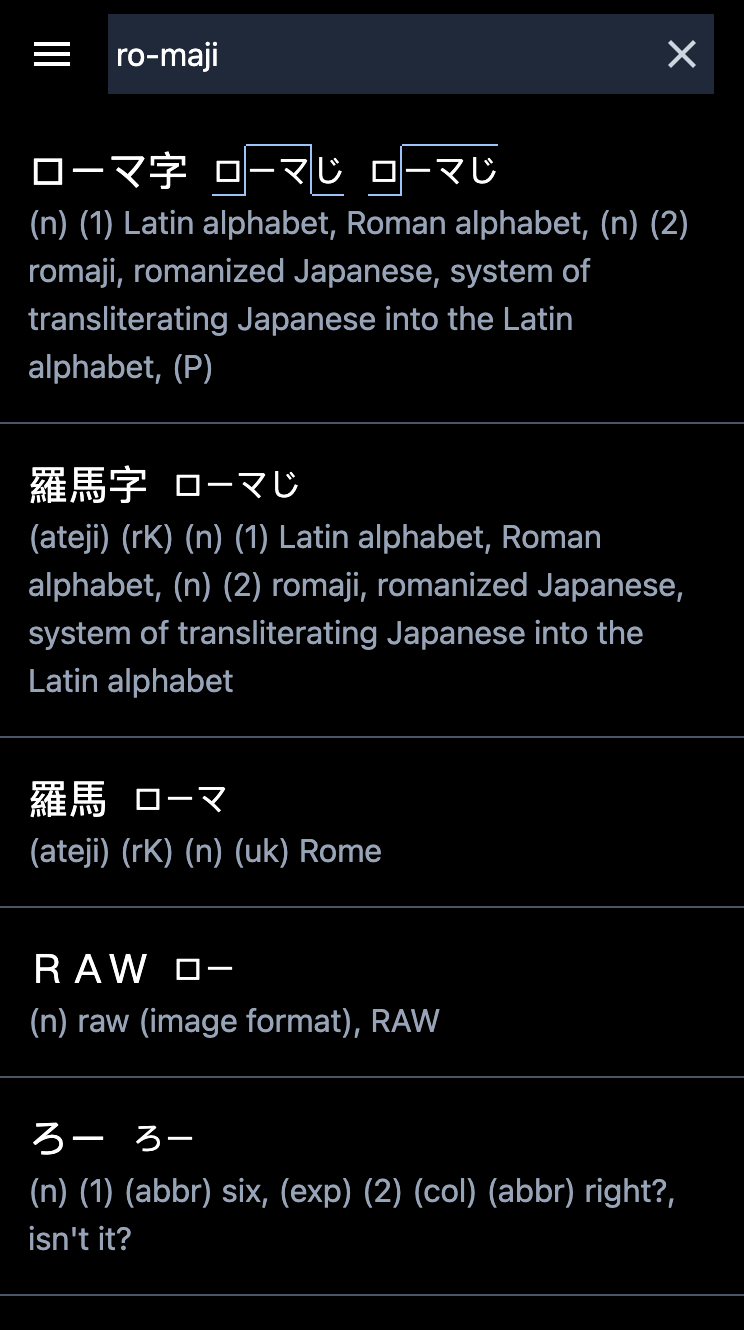 ro-maji
ローマ字 ローマじ ローマじ
(n) (1) Latin alphabet, Roman alphabet, (n) (2)
romaji, romanized Japanese, system of
transliterating Japanese into the Latin
alphabet, (P)
羅馬字 ローマじ
(ateji) (rK) (n) (1) Latin alphabet, Roman
alphabet, (n) (2) romaji, romanized Japanese,
system of transliterating Japanese into the
Latin alphabet
羅馬 ローマ
(ateji) (rK) (n) (uk) Rome
ＲＡＷ ロー
(n) raw (image format), RAW
ろー ろー
(n) (1) (abbr) six, (exp) (2) (col) (abbr) right?,
isn't it?